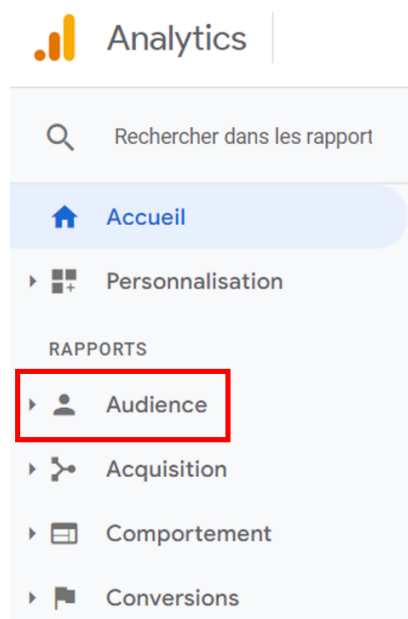 Analytics
Rechercher dans les rapport
Accueil
Personnalisation
RAPPORTS
Audience
Acquisition
Comportement
Conversions